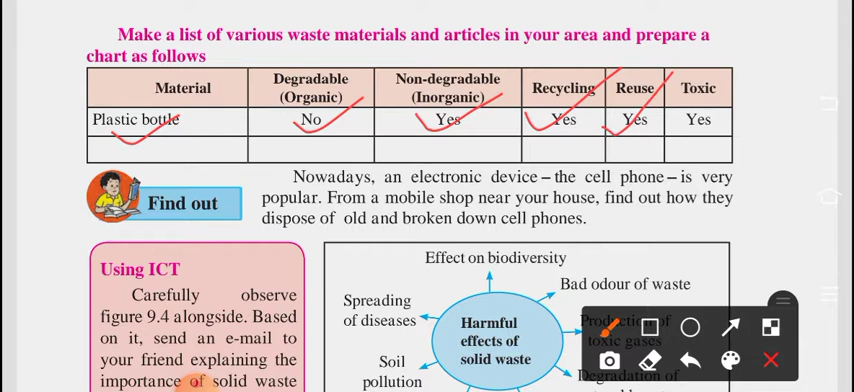 Make a list of various waste materials and articles in your area and prepare a
chart as follows
Material Degradable (Organic) Non-degradable (Inorganic) Recycling Reuse Toxic
Plastic bottle No Yes Yes Yes Yes
Find out
Nowadays, an electronic device – the cell phone – is very
popular. From a mobile shop near your house, find out how they
dispose of old and broken down cell phones.
Using ICT
Carefully observe
figure 9.4 alongside. Based
on it, send an e-mail to
your friend explaining the
importance of solid waste
Effect on biodiversity
Bad odour of waste
Spreading
of diseases
Harmful
effects of
solid waste
Production of
toxic gases
Soil
pollution
Degradation of